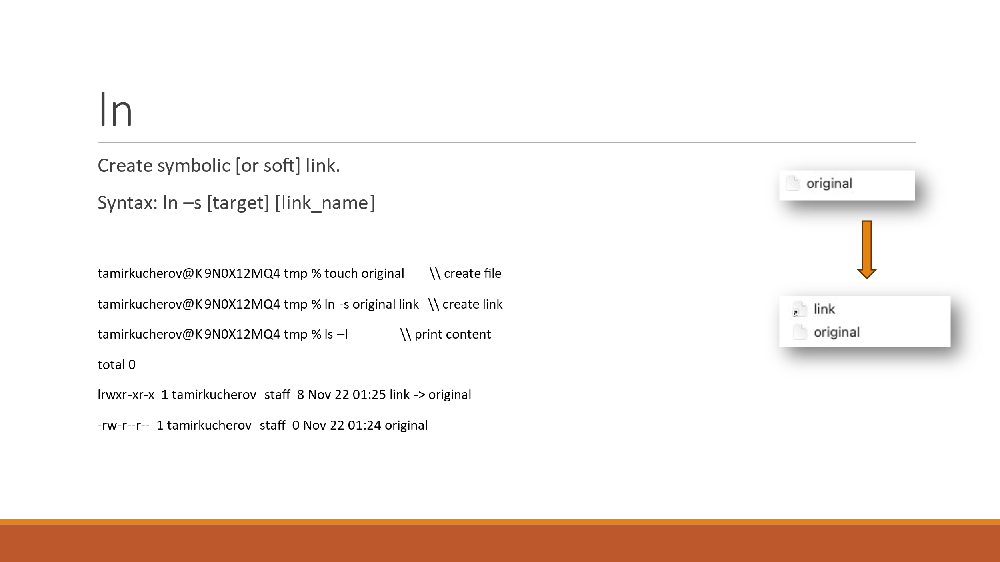 ln
Create symbolic [or soft] link.
Syntax: ln –s [target] [link_name]
tamirkucherov@K9N0X12MQ4 tmp % touch original \\ create file
tamirkucherov@K9N0X12MQ4 tmp % ln -s original link \\ create link
tamirkucherov@K9N0X12MQ4 tmp % ls –l \\ print content
total 0
lrwxr-xr-x 1 tamirkucherov staff 8 Nov 22 01:25 link -> original
-rw-r--r-- 1 tamirkucherov staff 0 Nov 22 01:24 original
original
link
original